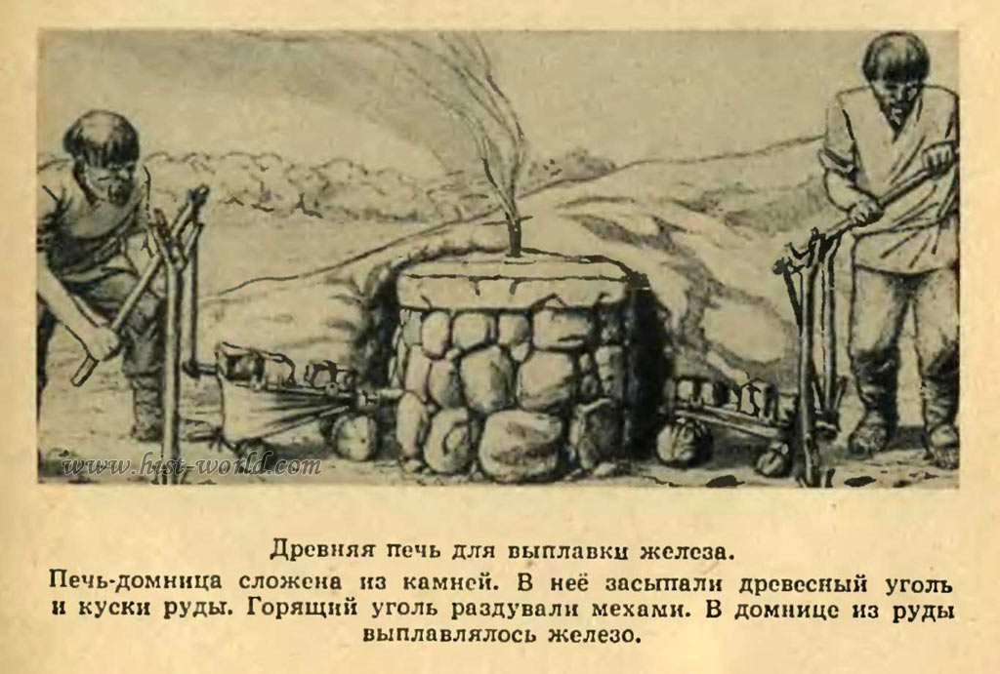 www.hist-world.com
Древняя печь для выплавки железа.
Печь-домница сложена из камней. В неё засыпали древесный уголь
и куски руды. Горящий уголь раздували мехами. В домнице из руды
выплавлялось железо.